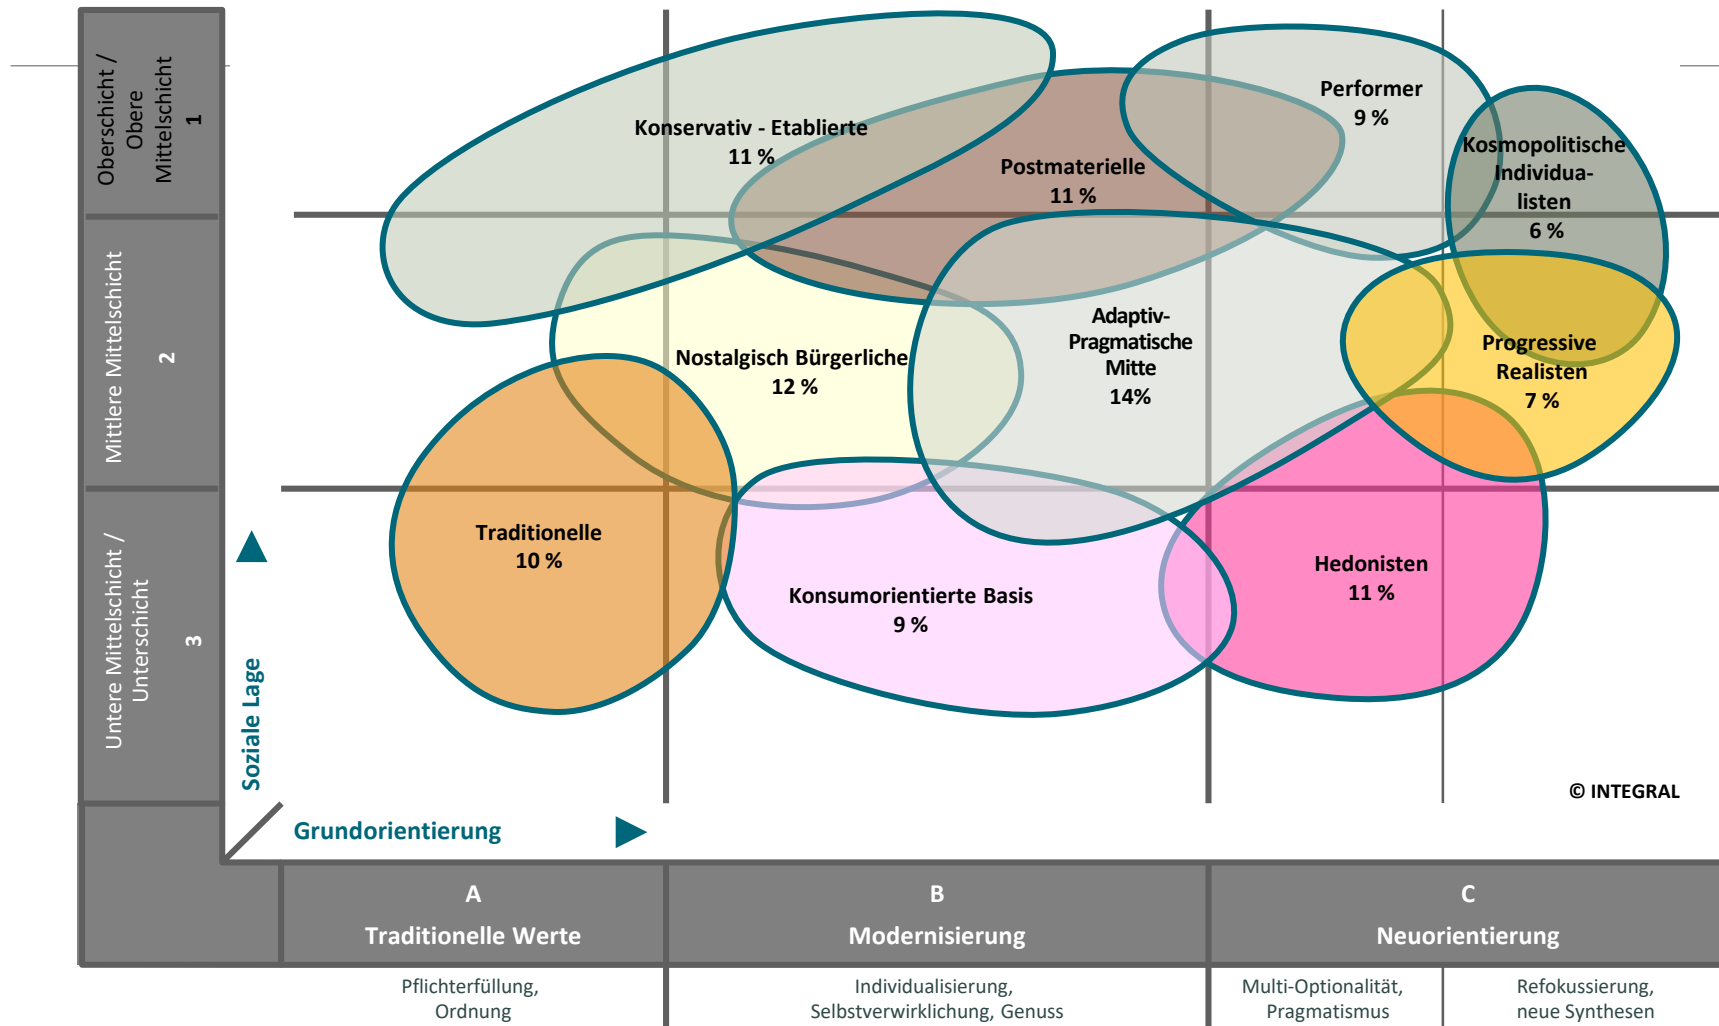 Oberschicht /
Obere
Mittelschicht
1
Mittlere Mittelschicht
2
Untere Mittelschicht /
Unterschicht
3
Soziale Lage
Grundorientierung
Konservativ - Etablierte
11 %
Postmaterielle
11 %
Performer
9 %
Kosmopolitische
Individua-
listen
6 %
Nostalgisch Bürgerliche
12 %
Adaptiv-
Pragmatische
Mitte
14%
Progressive
Realisten
7 %
Traditionelle
10 %
Konsumorientierte Basis
9 %
Hedonisten
11 %
© INTEGRAL
A
Traditionelle Werte
B
Modernisierung
C
Neuorientierung
Pflichterfüllung,
Ordnung
Individualisierung,
Selbstverwirklichung, Genuss
Multi-Optionalität,
Pragmatismus
Refokussierung,
neue Synthesen